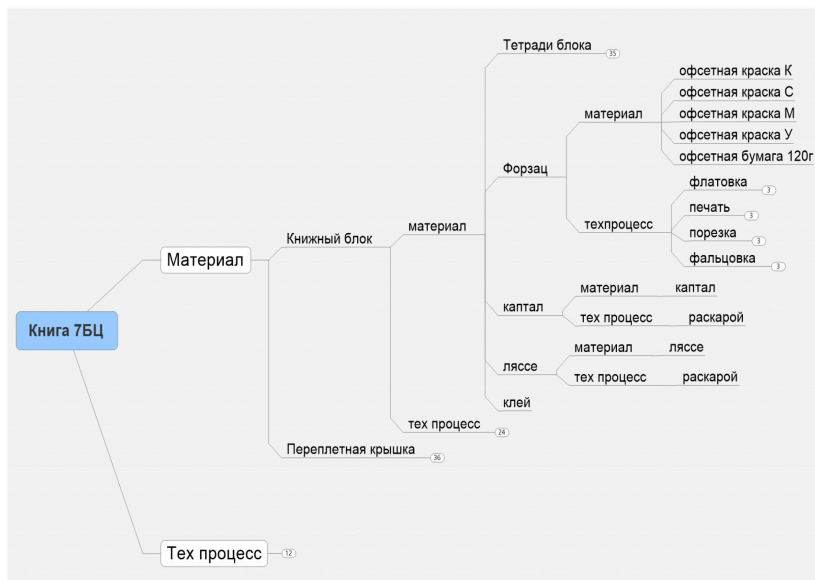 Книга 7БЦ
Материал
Книжный блок
материал
Тетради блока
35
Форзац
материал
офсетная краска К
офсетная краска С
офсетная краска М
офсетная краска У
офсетная бумага 120г
техпроцесс
флатовка
3
печать
3
порезка
3
фальцовка
3
каптал
материал
каптал
тех процесс
раскарой
ляссе
материал
ляссе
тех процесс
раскарой
клей
тех процесс
24
Переплетная крышка
36
Тех процесс
12